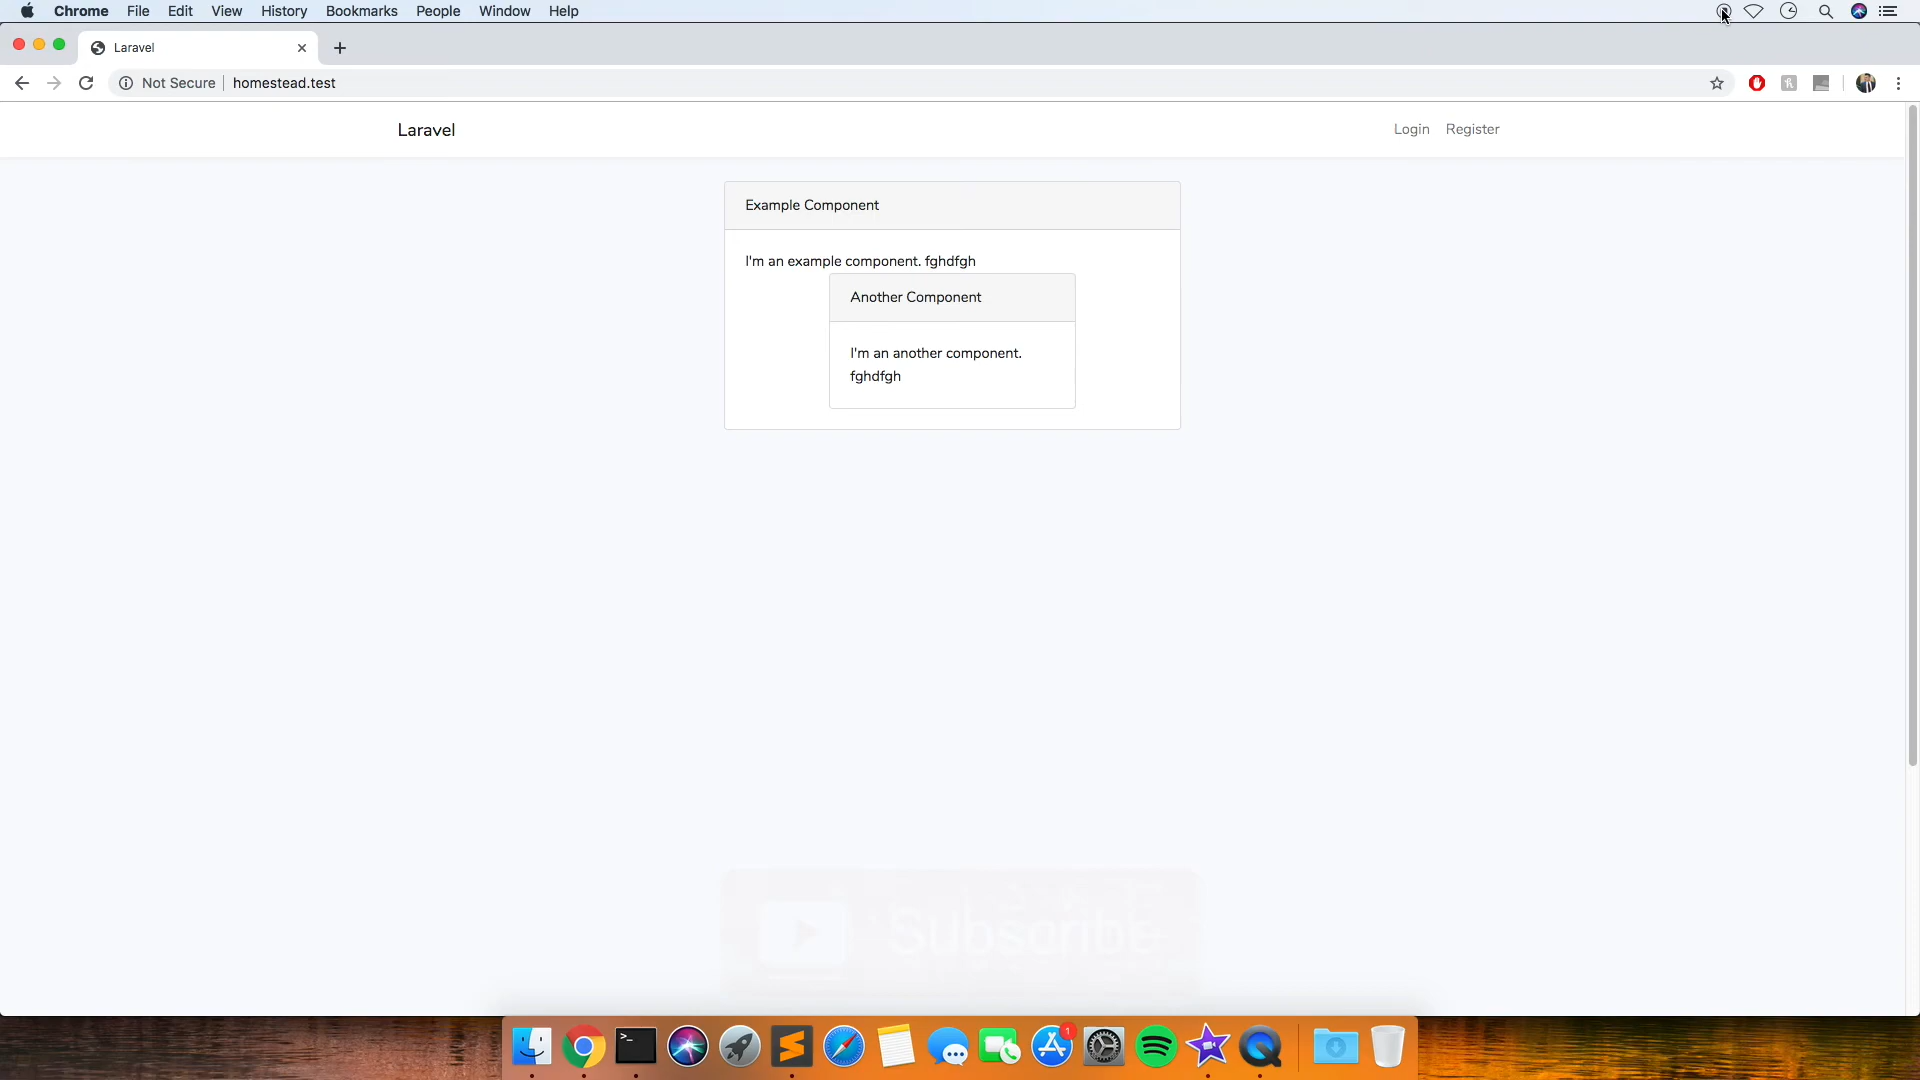 Chrome File Edit View History Bookmarks People Window Help
Laravel
Not Secure homestead.test
Laravel Login Register
Example Component
I'm an example component. fghdfgh
Another Component
I'm an another component.
fghdfgh
Subscribe
1